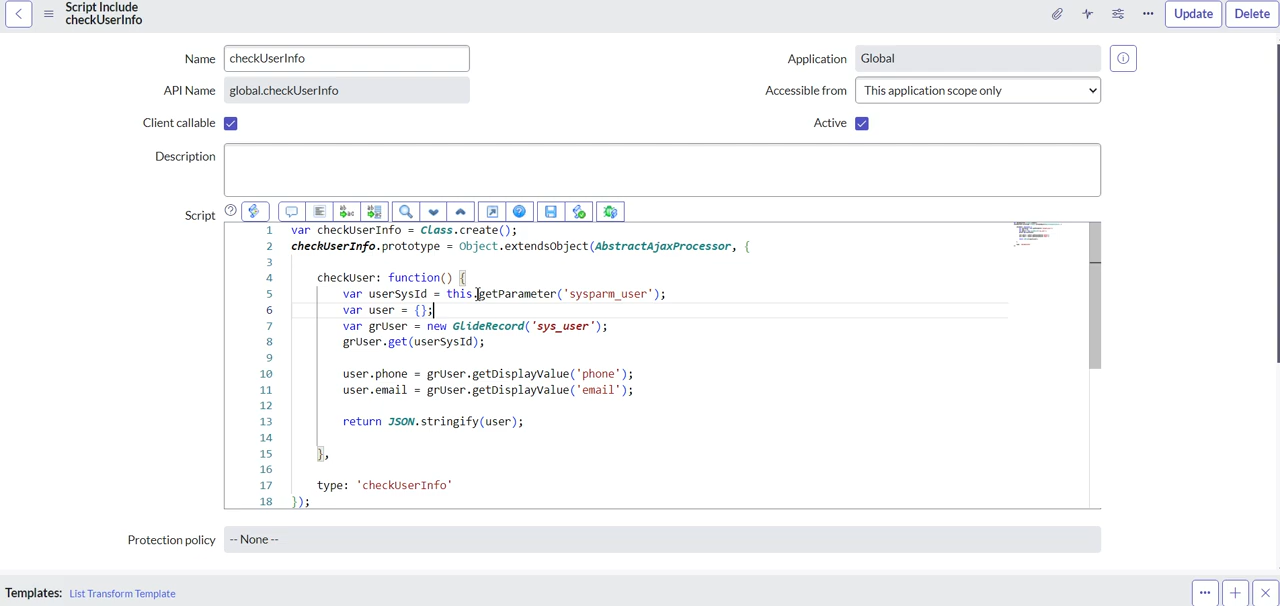 Script Include
checkUserInfo
Update
Delete
Name
checkUserInfo
Application
Global
API Name
global.checkUserInfo
Accessible from
This application scope only
Client callable
Active
Description
Script
1 var checkUserInfo = Class.create();
2 checkUserInfo.prototype = Object.extendsObject(AbstractAjaxProcessor, {
3
4 checkUser: function() {
5 var userSysId = this.getParameter('sysparm_user');
6 var user = {};
7 var grUser = new GlideRecord('sys_user');
8 grUser.get(userSysId);
9
10 user.phone = grUser.getDisplayValue('phone');
11 user.email = grUser.getDisplayValue('email');
12
13 return JSON.stringify(user);
14
15 },
16
17 type: 'checkUserInfo'
18 });
Protection policy
-- None --
Templates:
List Transform Template